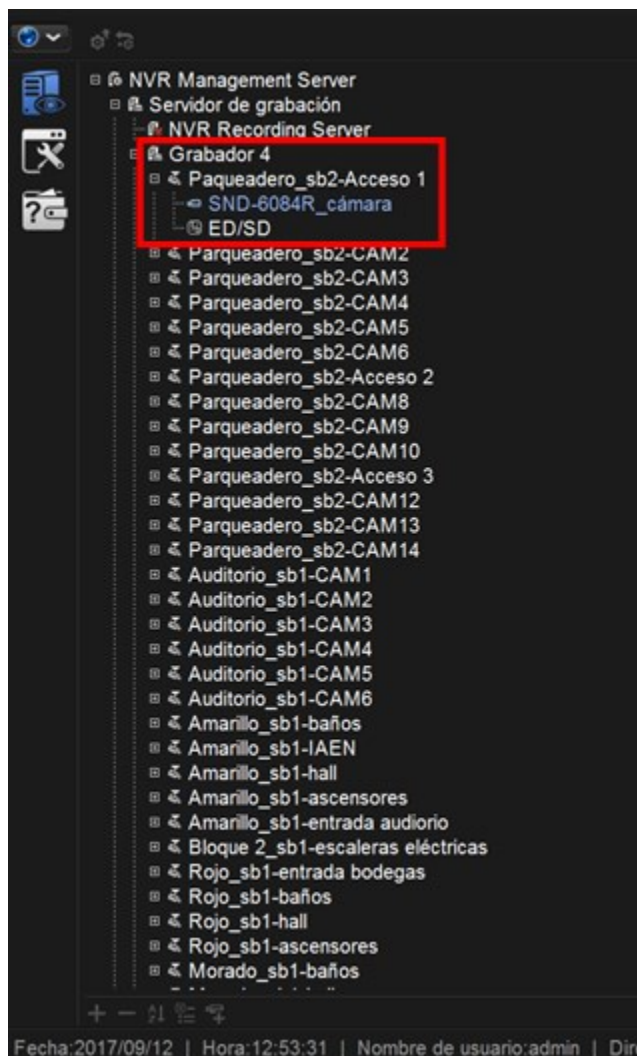 NVR Management Server
Servidor de grabación
NVR Recording Server
Grabador 4
Paqueadero_sb2-Acceso 1
SND-6084R_cámara
ED/SD
Parqueadero_sb2-CAM2
Parqueadero_sb2-CAM3
Parqueadero_sb2-CAM4
Parqueadero_sb2-CAM5
Parqueadero_sb2-CAM6
Parqueadero_sb2-Acceso 2
Parqueadero_sb2-CAM8
Parqueadero_sb2-CAM9
Parqueadero_sb2-CAM10
Parqueadero_sb2-Acceso 3
Parqueadero_sb2-CAM12
Parqueadero_sb2-CAM13
Parqueadero_sb2-CAM14
Auditorio_sb1-CAM1
Auditorio_sb1-CAM2
Auditorio_sb1-CAM3
Auditorio_sb1-CAM4
Auditorio_sb1-CAM5
Auditorio_sb1-CAM6
Amarillo_sb1-baños
Amarillo_sb1-IAEN
Amarillo_sb1-hall
Amarillo_sb1-ascensores
Amarillo_sb1-entrada audiorio
Bloque 2_sb1-escaleras eléctricas
Rojo_sb1-entrada bodegas
Rojo_sb1-baños
Rojo_sb1-hall
Rojo_sb1-ascensores
Morado_sb1-baños
Fecha:2017/09/12 | Hora:12:53:31 | Nombre de usuario:admin | Dir